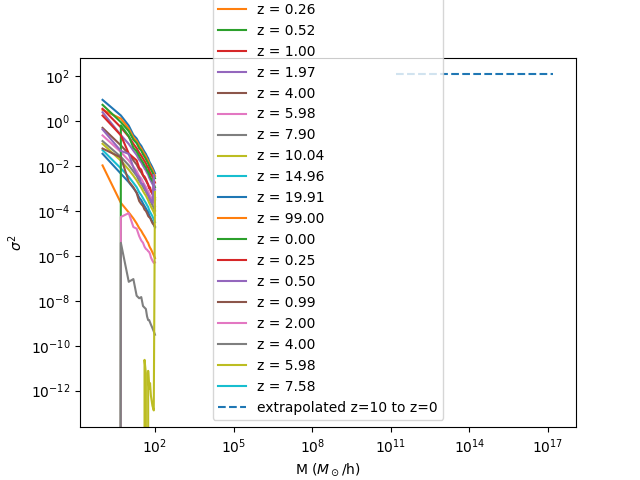 z = 0.26
z = 0.52
z = 1.00
z = 1.97
z = 4.00
z = 5.98
z = 7.90
z = 10.04
z = 14.96
z = 19.91
z = 99.00
z = 0.00
z = 0.25
z = 0.50
z = 0.99
z = 2.00
z = 4.00
z = 5.98
z = 7.58
extrapolated z=10 to z=0
10²
10⁰
10⁻²
10⁻⁴
10⁻⁶
10⁻⁸
10⁻¹⁰
10⁻¹²
σ²
10² 10⁵ 10⁸ 10¹¹ 10¹⁴ 10¹⁷
M (M⊙/h)